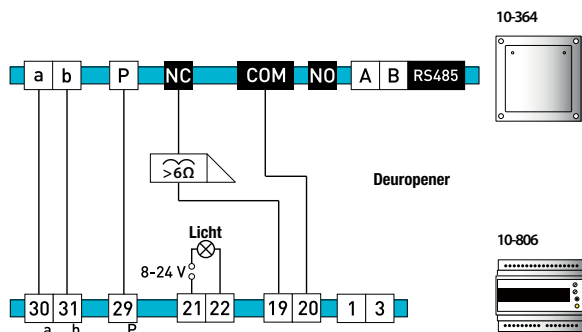 10-364
a b P NC COM NO A B RS485
>6Ω
Deuropener
Licht
10-806
8-24 V
30 31 29 21 22 19 20 1 3
a b P